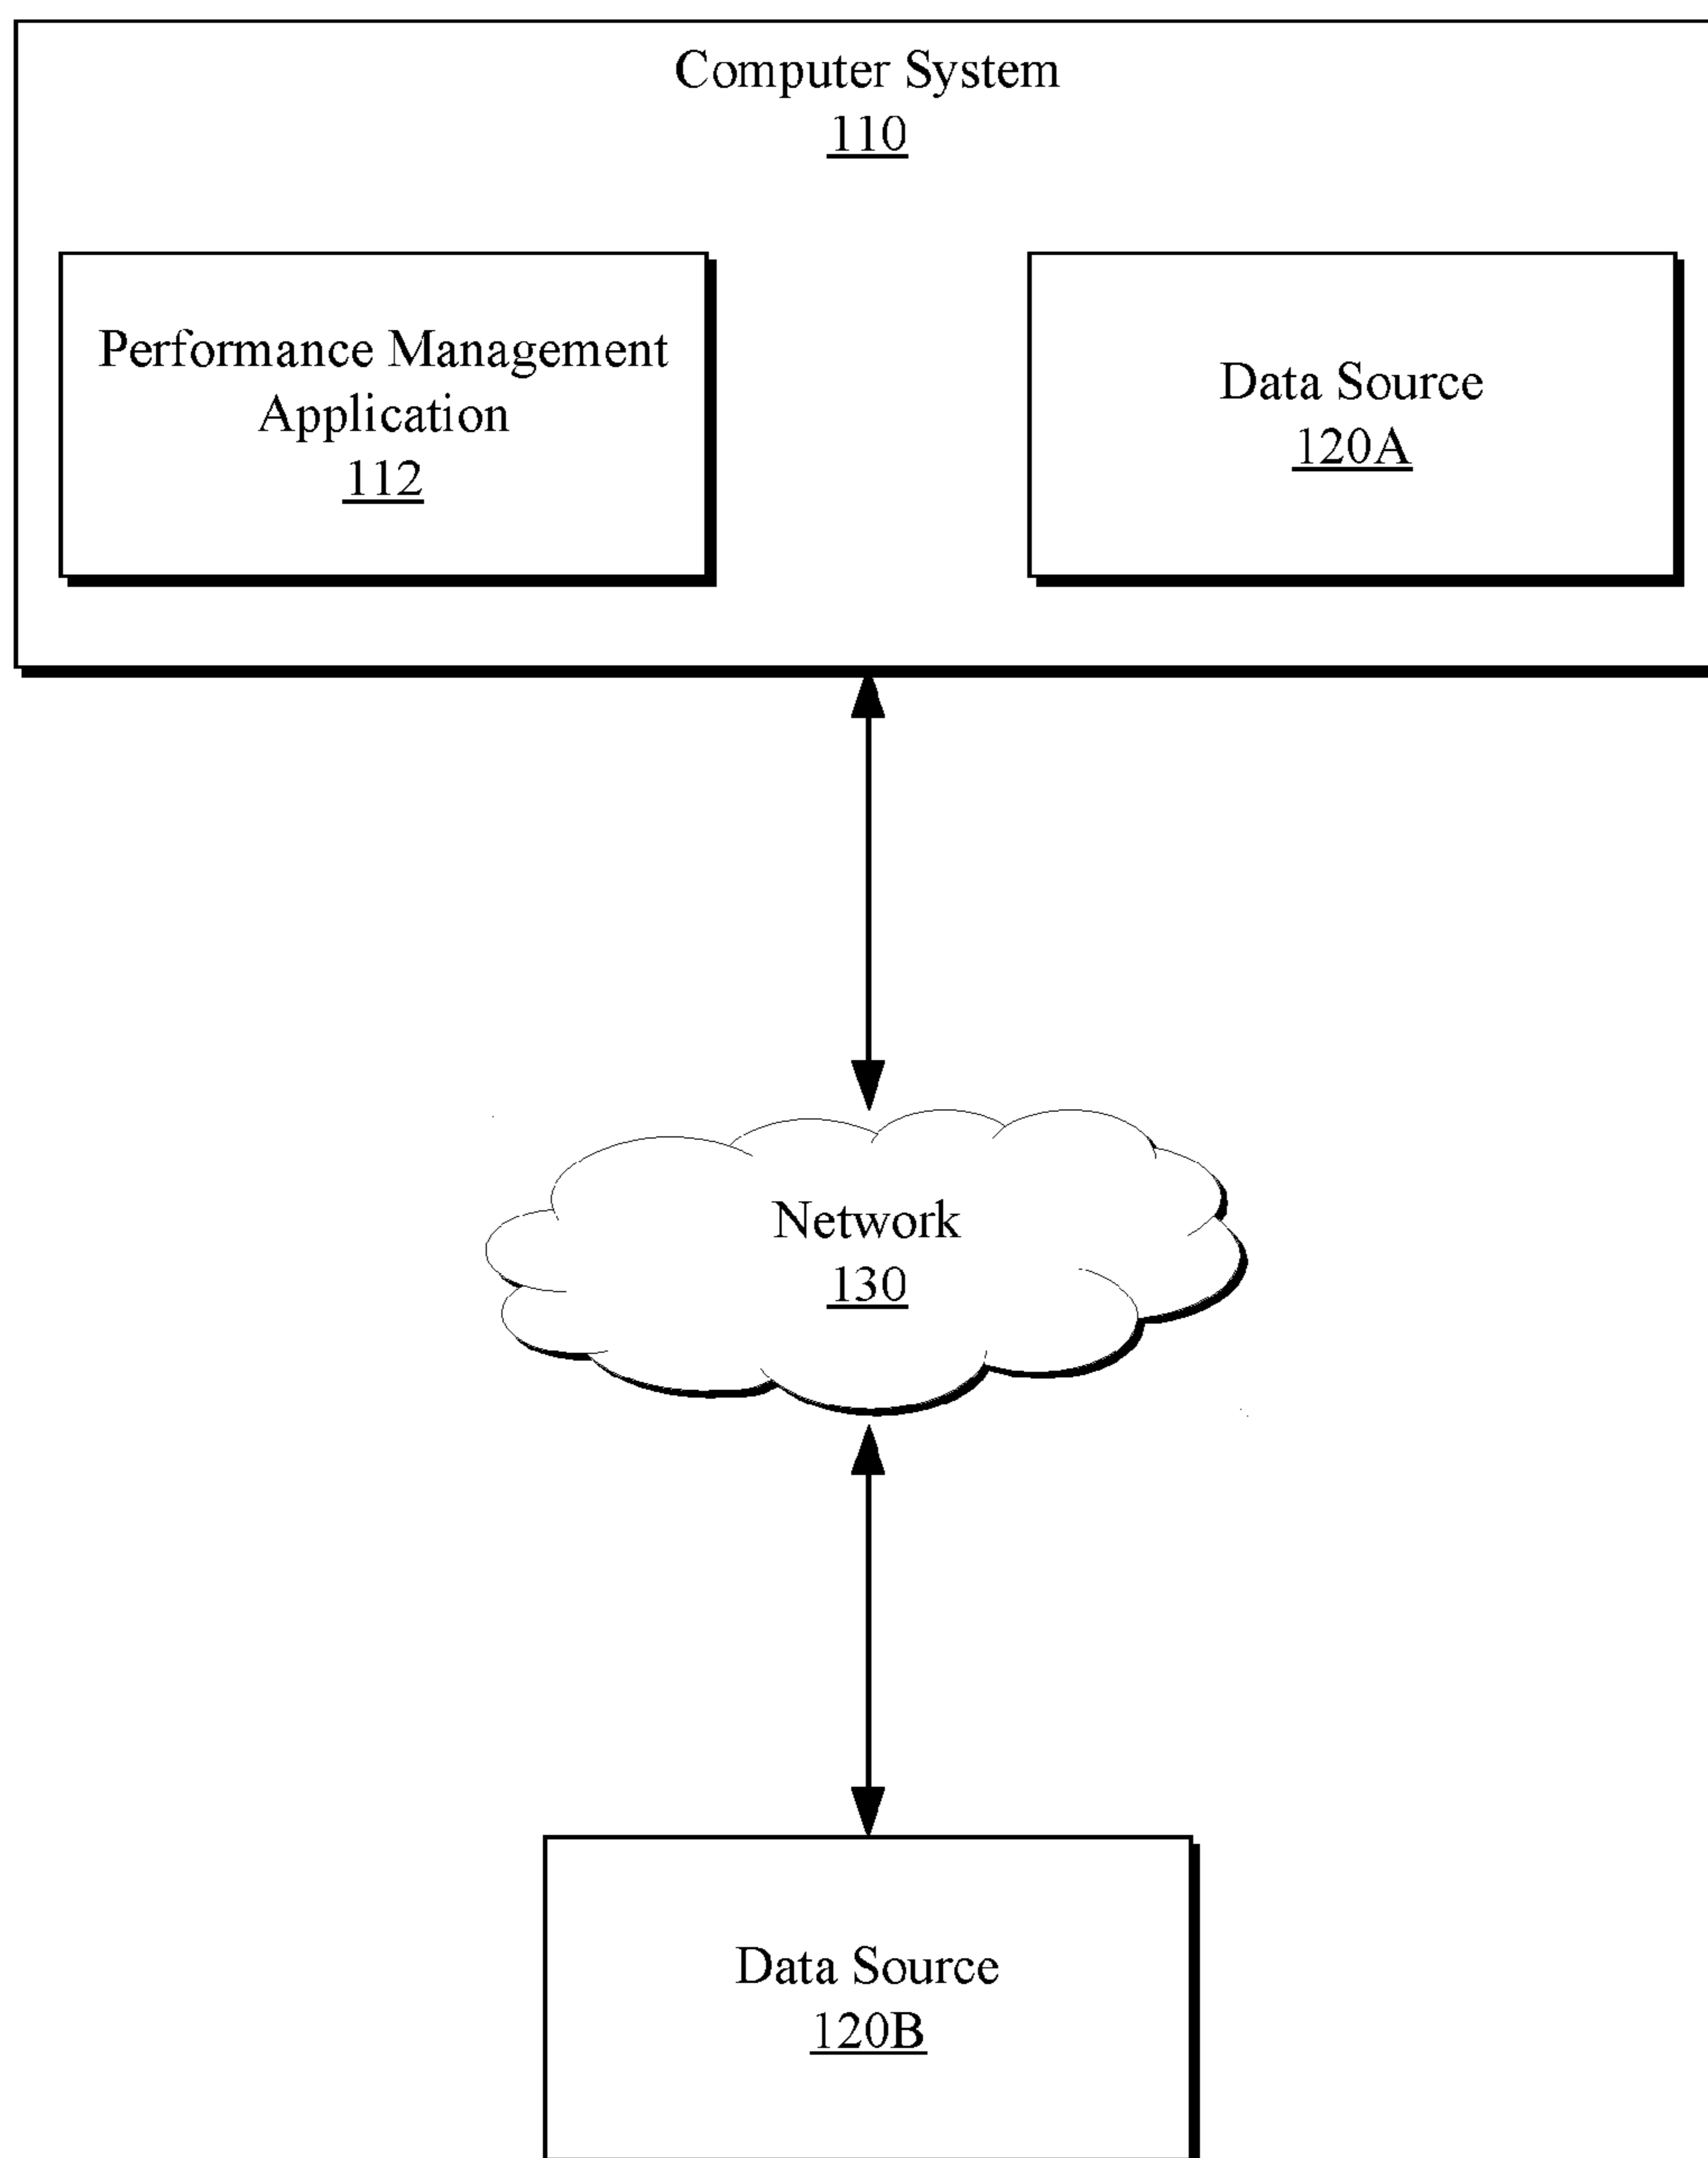 Computer System
110
Performance Management
Application
112
Data Source
120A
Network
130
Data Source
120B